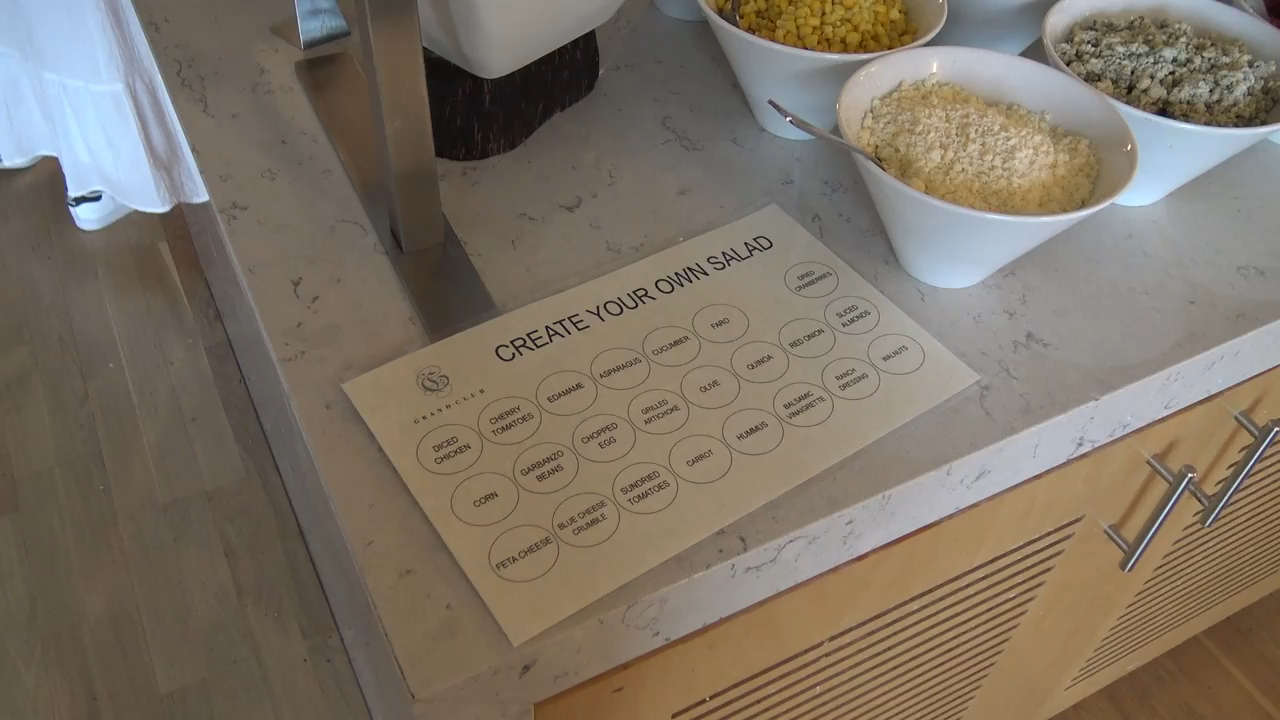 CREATE YOUR OWN SALAD
GRAND CLUB
DICED
CHICKEN
CHERRY
TOMATOES
EDAMAME
ASPARAGUS
CUCUMBER
FARO
DRIED
CRANBERRIES
CORN
GARBANZO
BEANS
CHOPPED
EGG
GRILLED
ARTICHOKE
OLIVE
QUINOA
RED ONION
SLICED
ALMONDS
FETA CHEESE
BLUE CHEESE
CRUMBLE
SUNDRIED
TOMATOES
CARROT
HUMMUS
BALSAMIC
VINAIGRETTE
RANCH
DRESSING
WALNUTS